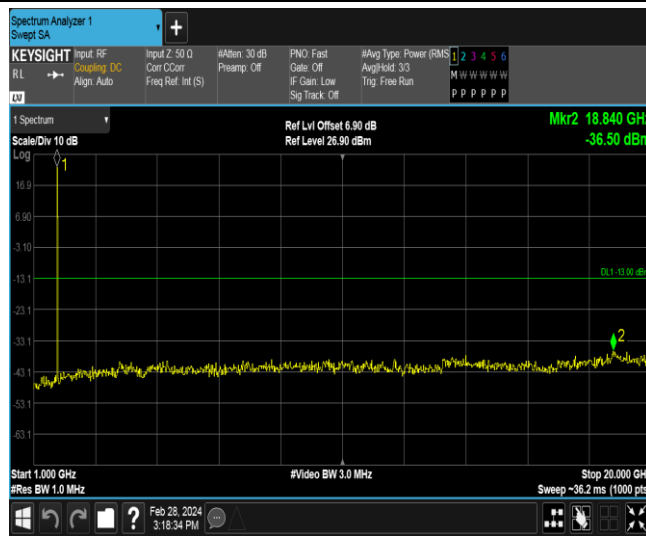 Spectrum Analyzer 1
Swept SA
+
KEYSIGHT Input: RF Input Z: 50 Ω #Atten: 30 dB PNO: Fast #Avg Type: Power (RMS 1 2 3 4 5 6
RL Coupling: DC Corr CCorr Preamp: Off Gate: Off Avg|Hold: 3/3 M W W W W W
Align: Auto Freq Ref: Int (S) IF Gain: Low Trig: Free Run
Sig Track: Off P P P P P P
LXI
1 Spectrum Mkr2 18.840 GH
Ref Lvl Offset 6.90 dB
Scale/Div 10 dB Ref Level 26.90 dBm -36.50 dBm
Log
1
16.9
6.90
-3.10
DL1 -13.00 dBm
-13.1
-23.1
2
-33.1
-43.1
-53.1
-63.1
Start 1.000 GHz #Video BW 3.0 MHz Stop 20.000 GH
#Res BW 1.0 MHz Sweep ~36.2 ms (1000 pts
? Feb 28, 2024
3:18:34 PM